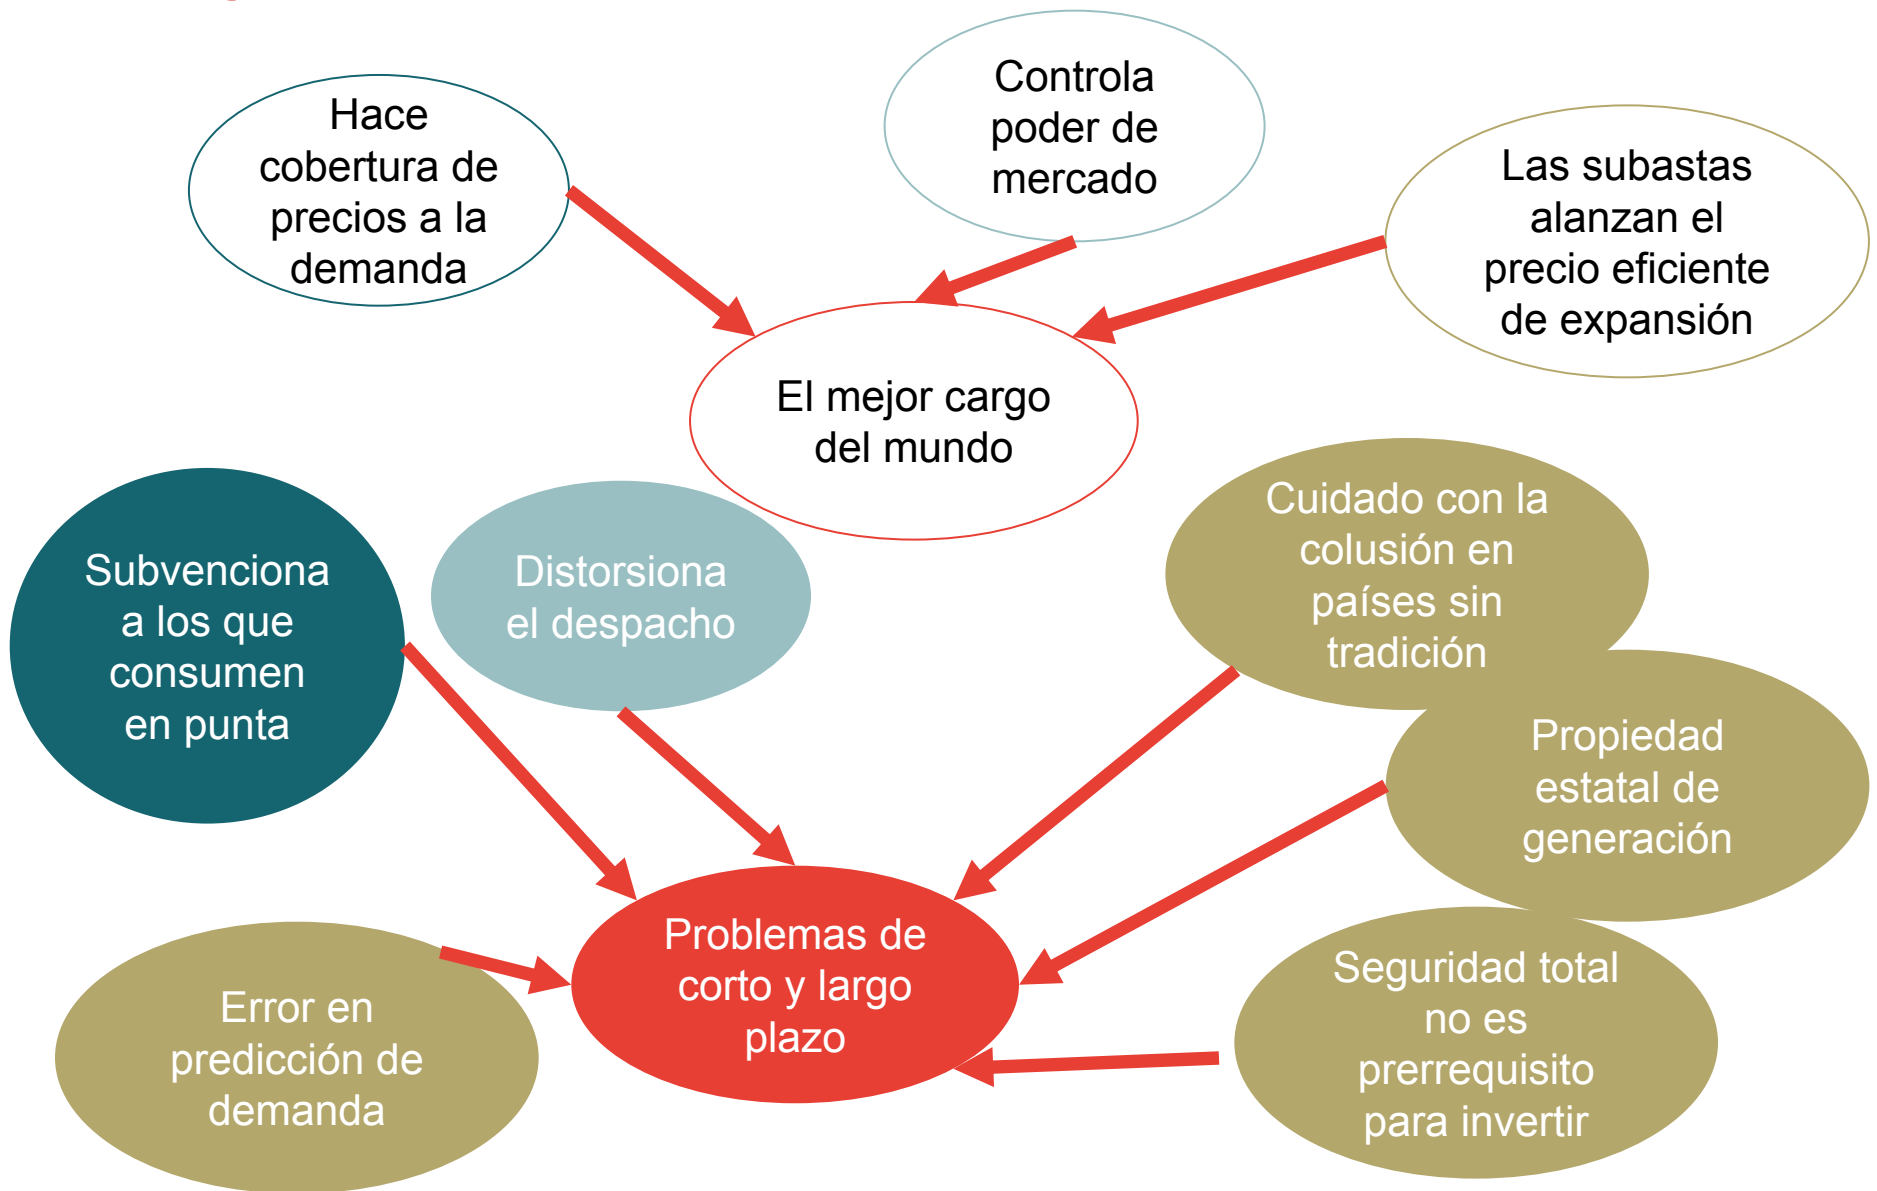 Hace
cobertura de
precios a la
demanda
Controla
poder de
mercado
Las subastas
alanzan el
precio eficiente
de expansión
El mejor cargo
del mundo
Subvenciona
a los que
consumen
en punta
Distorsiona
el despacho
Cuidado con la
colusión en
países sin
tradición
Propiedad
estatal de
generación
Problemas de
corto y largo
plazo
Error en
predicción de
demanda
Seguridad total
no es
prerrequisito
para invertir